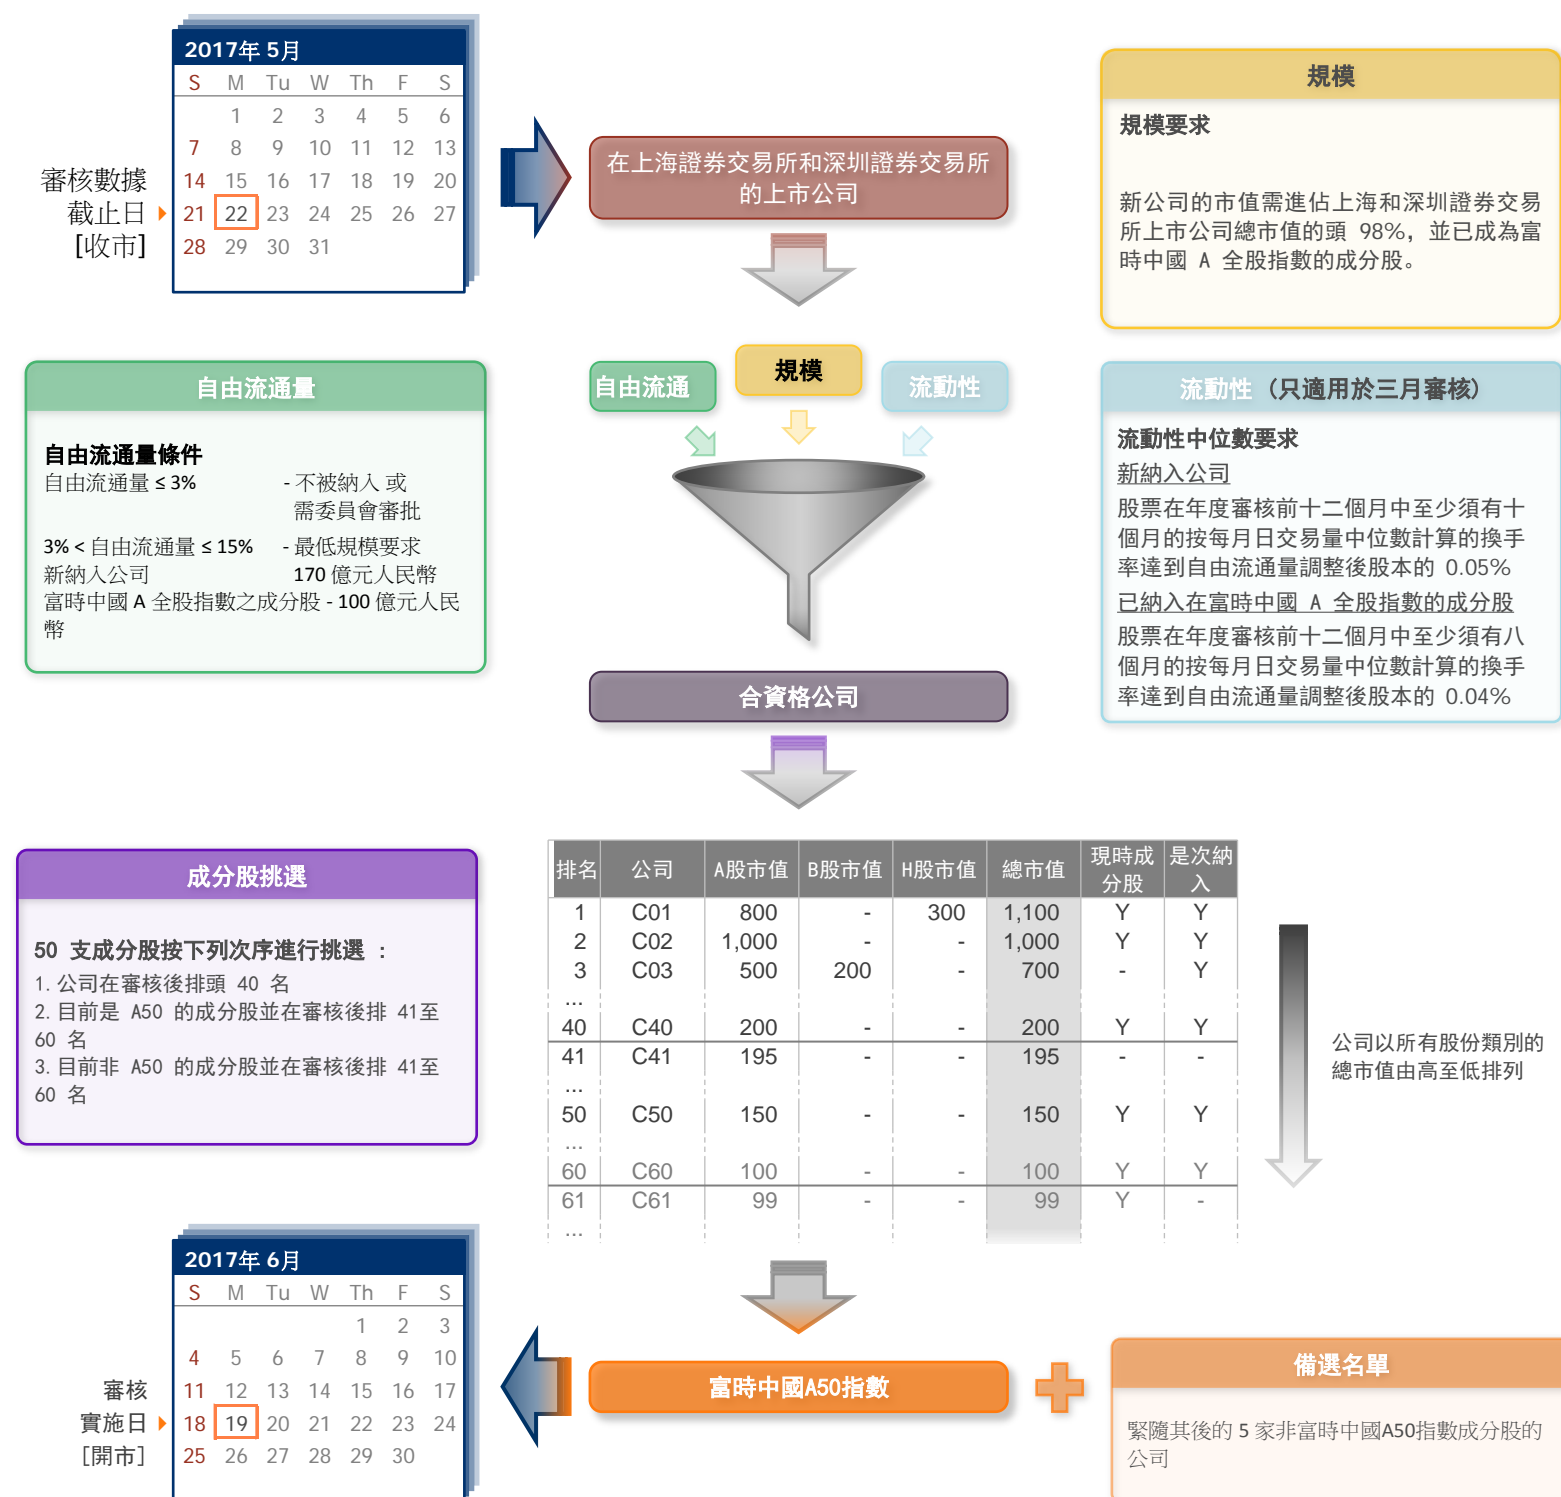 2017年 5月
S M Tu W Th F S
1 2 3 4 5 6
7 8 9 10 11 12 13
14 15 16 17 18 19 20
21 22 23 24 25 26 27
28 29 30 31
審核數據
截止日
[收市]
在上海證券交易所和深圳證券交易所
的上市公司
規模
規模要求
新公司的市值需進佔上海和深圳證券交易
所上市公司總市值的頭 98%, 並已成為富
時中國 A 全股指數的成分股。
自由流通量
自由流通量條件
自由流通量 ≤ 3% - 不被納入 或
需委員會審批
3% < 自由流通量 ≤ 15% - 最低規模要求
新納入公司 170 億元人民幣
富時中國 A 全股指數之成分股 - 100 億元人民
幣
自由流通
規模
流動性
流動性 (只適用於三月審核)
流動性中位數要求
新納入公司
股票在年度審核前十二個月中至少須有十
個月的按每月日交易量中位數計算的換手
率達到自由流通量調整後股本的 0.05%
已納入在富時中國 A 全股指數的成分股
股票在年度審核前十二個月中至少須有八
個月的按每月日交易量中位數計算的換手
率達到自由流通量調整後股本的 0.04%
合資格公司
成分股挑選
50 支成分股按下列次序進行挑選 :
1. 公司在審核後排頭 40 名
2. 目前是 A50 的成分股並在審核後排 41至
60 名
3. 目前非 A50 的成分股並在審核後排 41至
60 名
排名 公司 A股市值 B股市值 H股市值 總市值 現時成 是次納
分股 入
1 C01 800 - 300 1,100 Y Y
2 C02 1,000 - - 1,000 Y Y
3 C03 500 200 - 700 - Y
...
40 C40 200 - - 200 Y Y
41 C41 195 - - 195 - -
...
50 C50 150 - - 150 Y Y
...
60 C60 100 - - 100 Y Y
61 C61 99 - - 99 Y -
...
公司以所有股份類別的
總市值由高至低排列
2017年 6月
S M Tu W Th F S
1 2 3
4 5 6 7 8 9 10
11 12 13 14 15 16 17
18 19 20 21 22 23 24
25 26 27 28 29 30
審核
實施日
[開市]
富時中國A50指數
備選名單
緊隨其後的 5 家非富時中國A50指數成分股的
公司